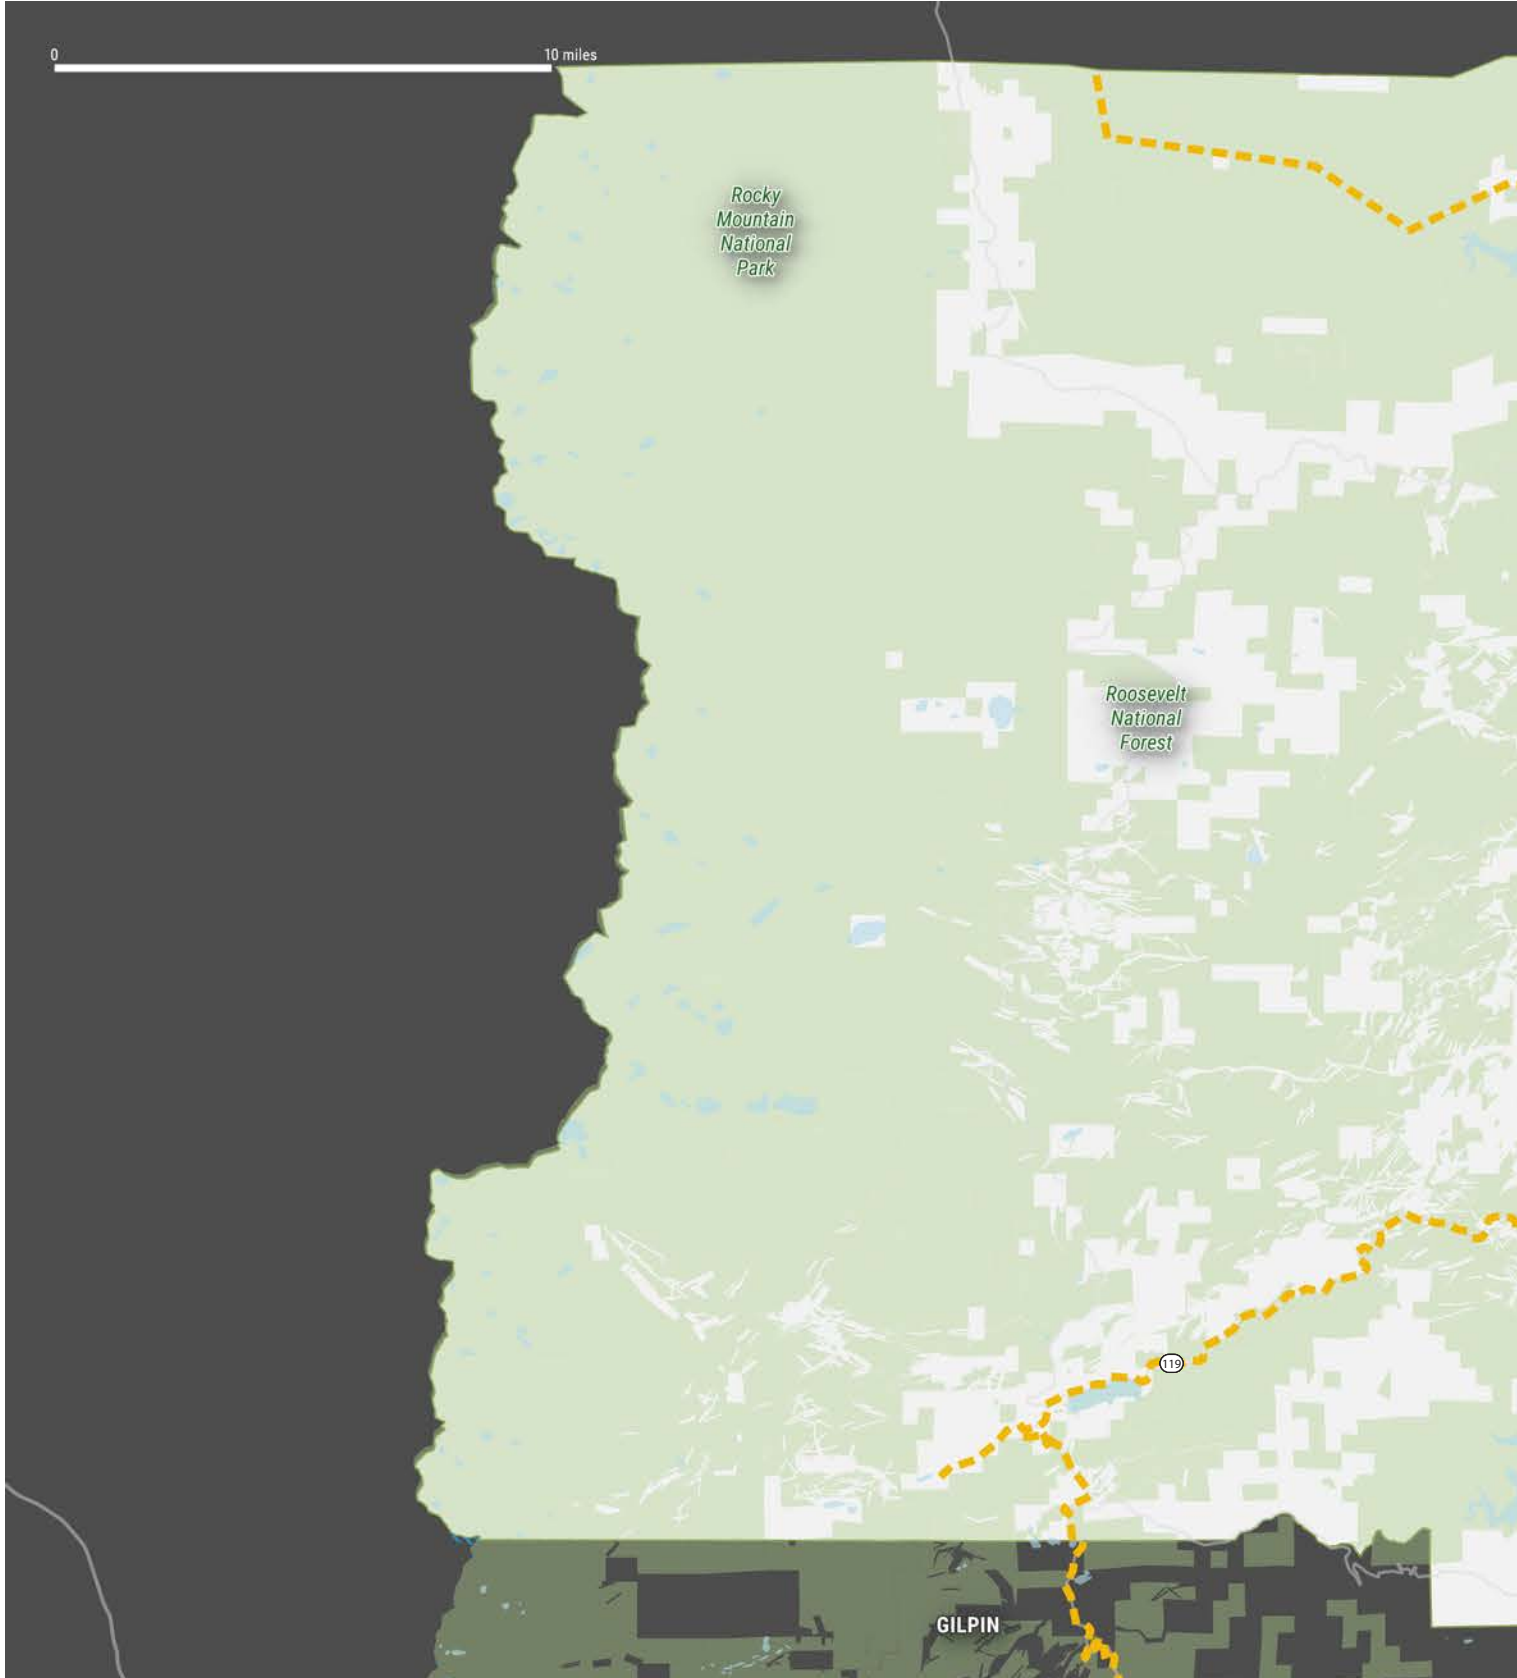 0
10 miles
Rocky
Mountain
National
Park
Roosevelt
National
Forest
119
GILPIN